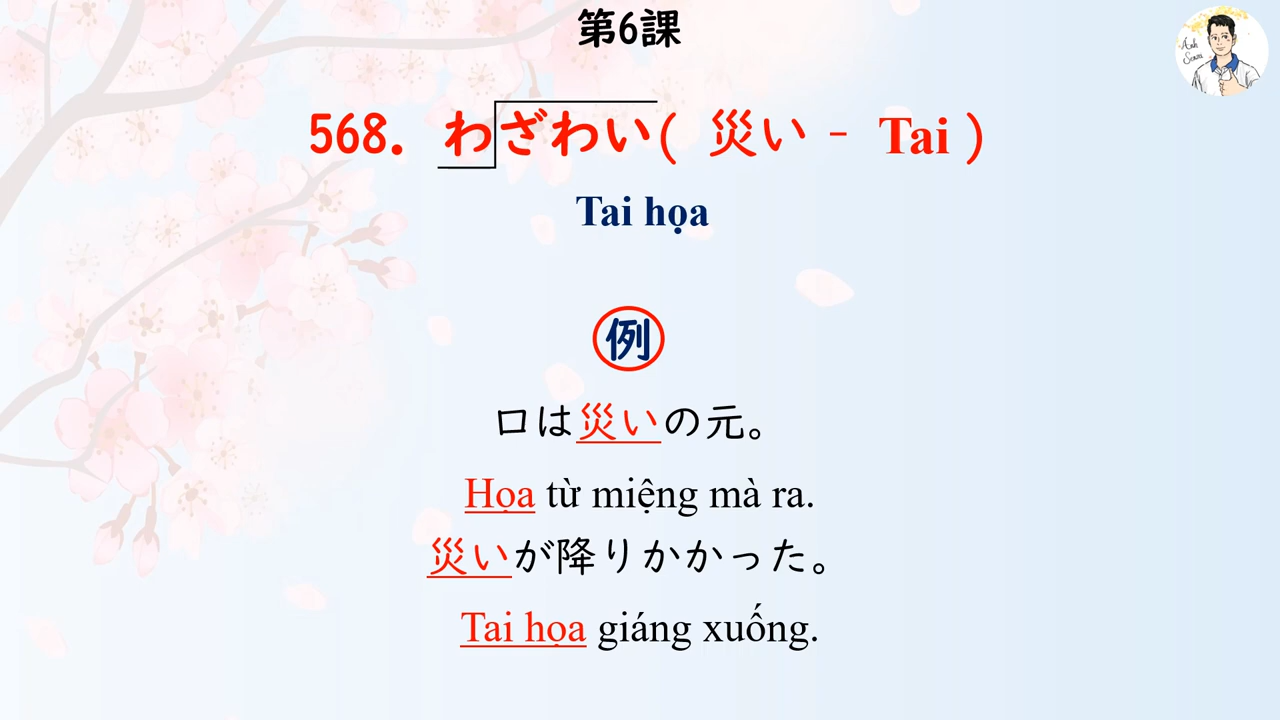 第6課
568. わざわい( 災い - Tai )
Tai họa
例
口は災いの元。
Họa từ miệng mà ra.
災いが降りかかった。
Tai họa giáng xuống.
Anh
Sensei